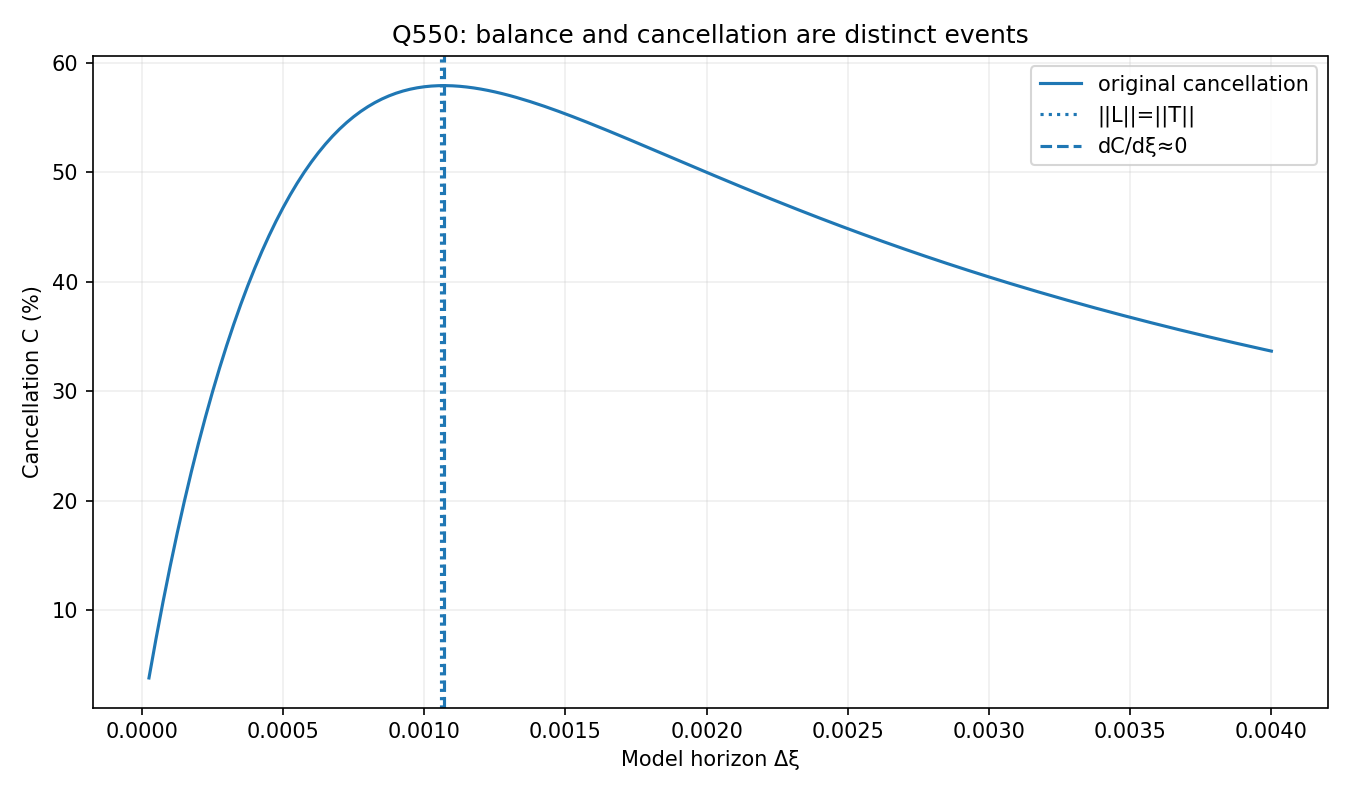 Q550: balance and cancellation are distinct events
original cancellation
||L||=||T||
dC/dξ≈0
Cancellation C (%)
60
50
40
30
20
10
0.0000 0.0005 0.0010 0.0015 0.0020 0.0025 0.0030 0.0035 0.0040
Model horizon Δξ